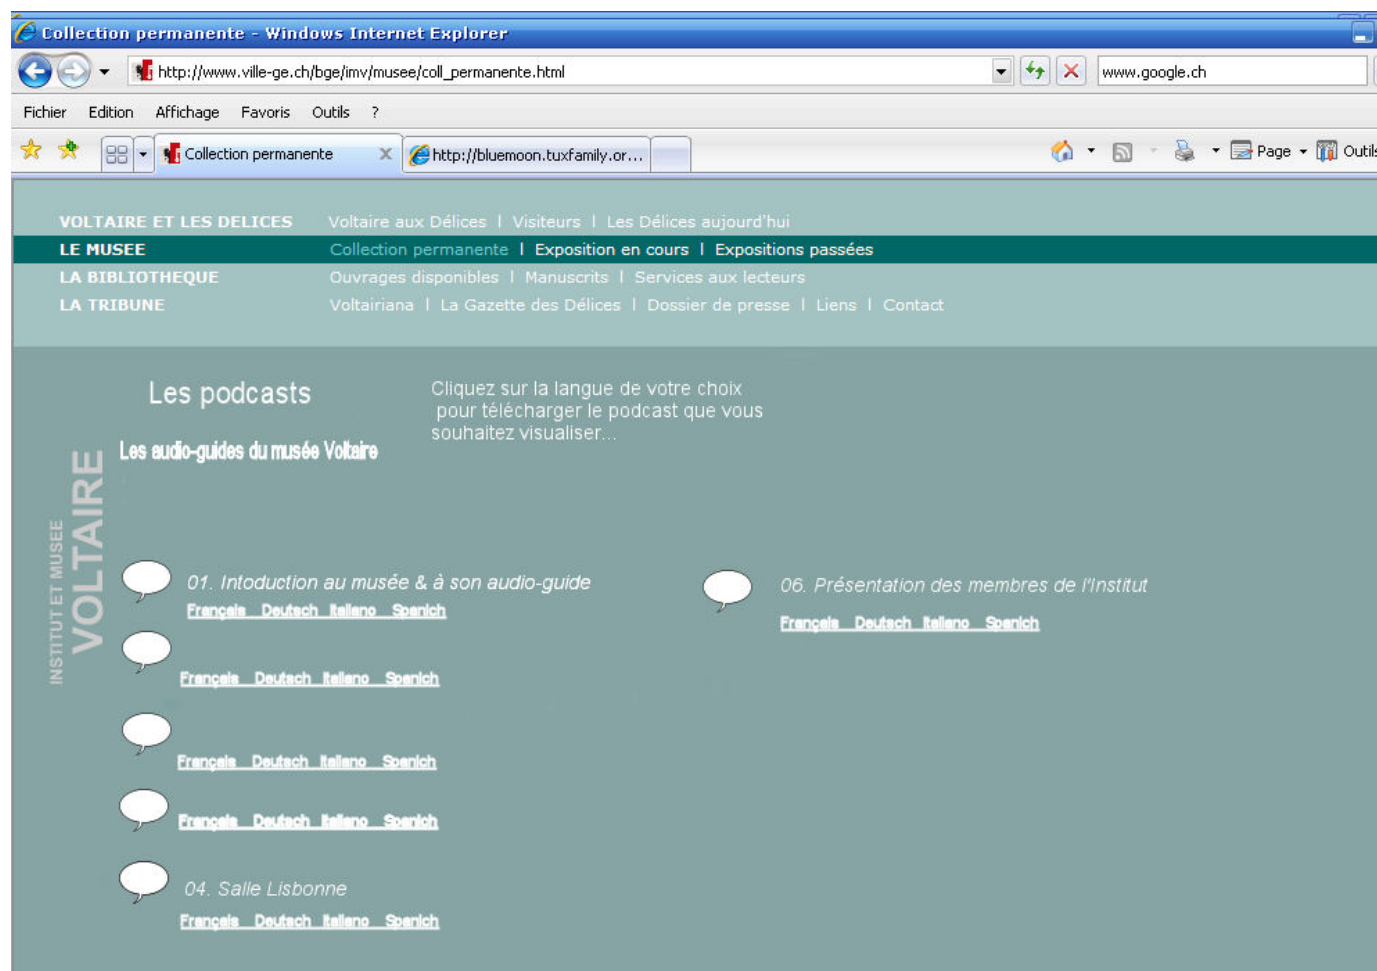 Collection permanente - Windows Internet Explorer
http://www.ville-ge.ch/bge/imv/musee/coll_permanente.html www.google.ch
Fichier Edition Affichage Favoris Outils ?
Collection permanente X http://bluemoon.tuxfamily.or... Page Outils
VOLTAIRE ET LES DELICES Voltaire aux Délices | Visiteurs | Les Délices aujourd'hui
LE MUSEE Collection permanente | Exposition en cours | Expositions passées
LA BIBLIOTHEQUE Ouvrages disponibles | Manuscrits | Services aux lecteurs
LA TRIBUNE Voltairiana | La Gazette des Délices | Dossier de presse | Liens | Contact
Les podcasts
Les audio-guides du musée Voltaire
Cliquez sur la langue de votre choix
pour télécharger le podcast que vous
souhaitez visualiser...
INSTITUT ET MUSEE
VOLTAIRE
01. Intoduction au musée & à son audio-guide
Français Deutsch Italiano Spanich
Français Deutsch Italiano Spanich
Français Deutsch Italiano Spanich
Français Deutsch Italiano Spanich
04. Salle Lisbonne
Français Deutsch Italiano Spanich
06. Présentation des membres de l'Institut
Français Deutsch Italiano Spanich